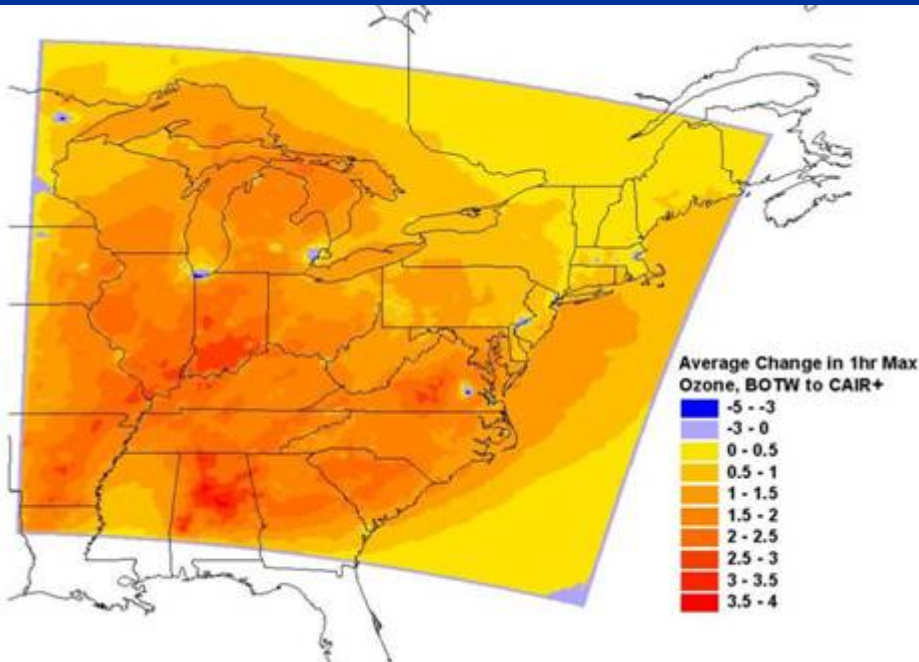 Average Change in 1hr Max
Ozone, BOTW to CAIR+
-5 - -3
-3 - 0
0 - 0.5
0.5 - 1
1 - 1.5
1.5 - 2
2 - 2.5
2.5 - 3
3 - 3.5
3.5 - 4